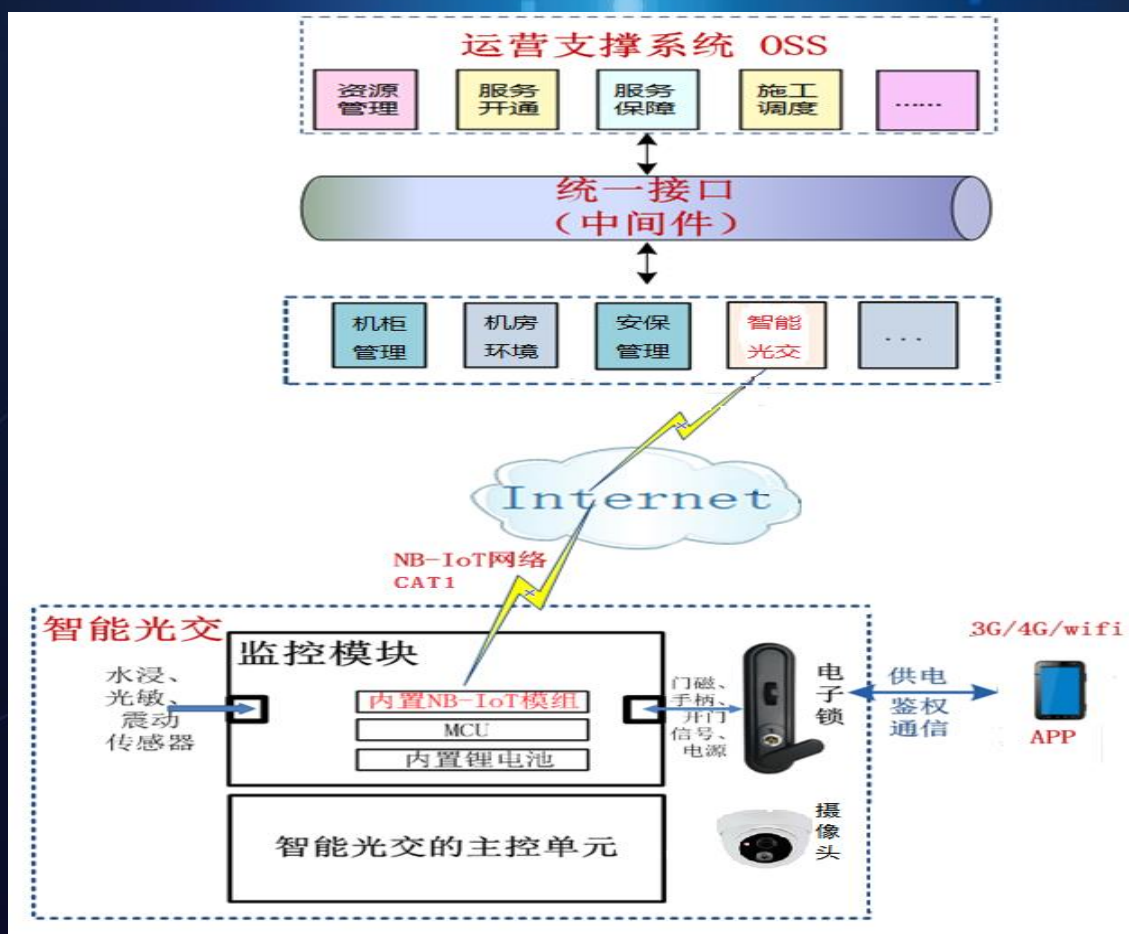 运营支撑系统 OSS
资源
管理
服务
开通
服务
保障
施工
调度
……
统一接口
（中间件）
机柜
管理
机房
环境
安保
管理
智能
光交
...
Internet
NB-IoT网络
CAT1
智能光交
监控模块
水浸、
光敏、
震动
传感器
内置NB-IoT模组
MCU
内置锂电池
门磁、
手柄、
开门
信号、
电源
电
子
锁
供电
鉴权
通信
3G/4G/wifi
APP
智能光交的主控单元
摄
像
头